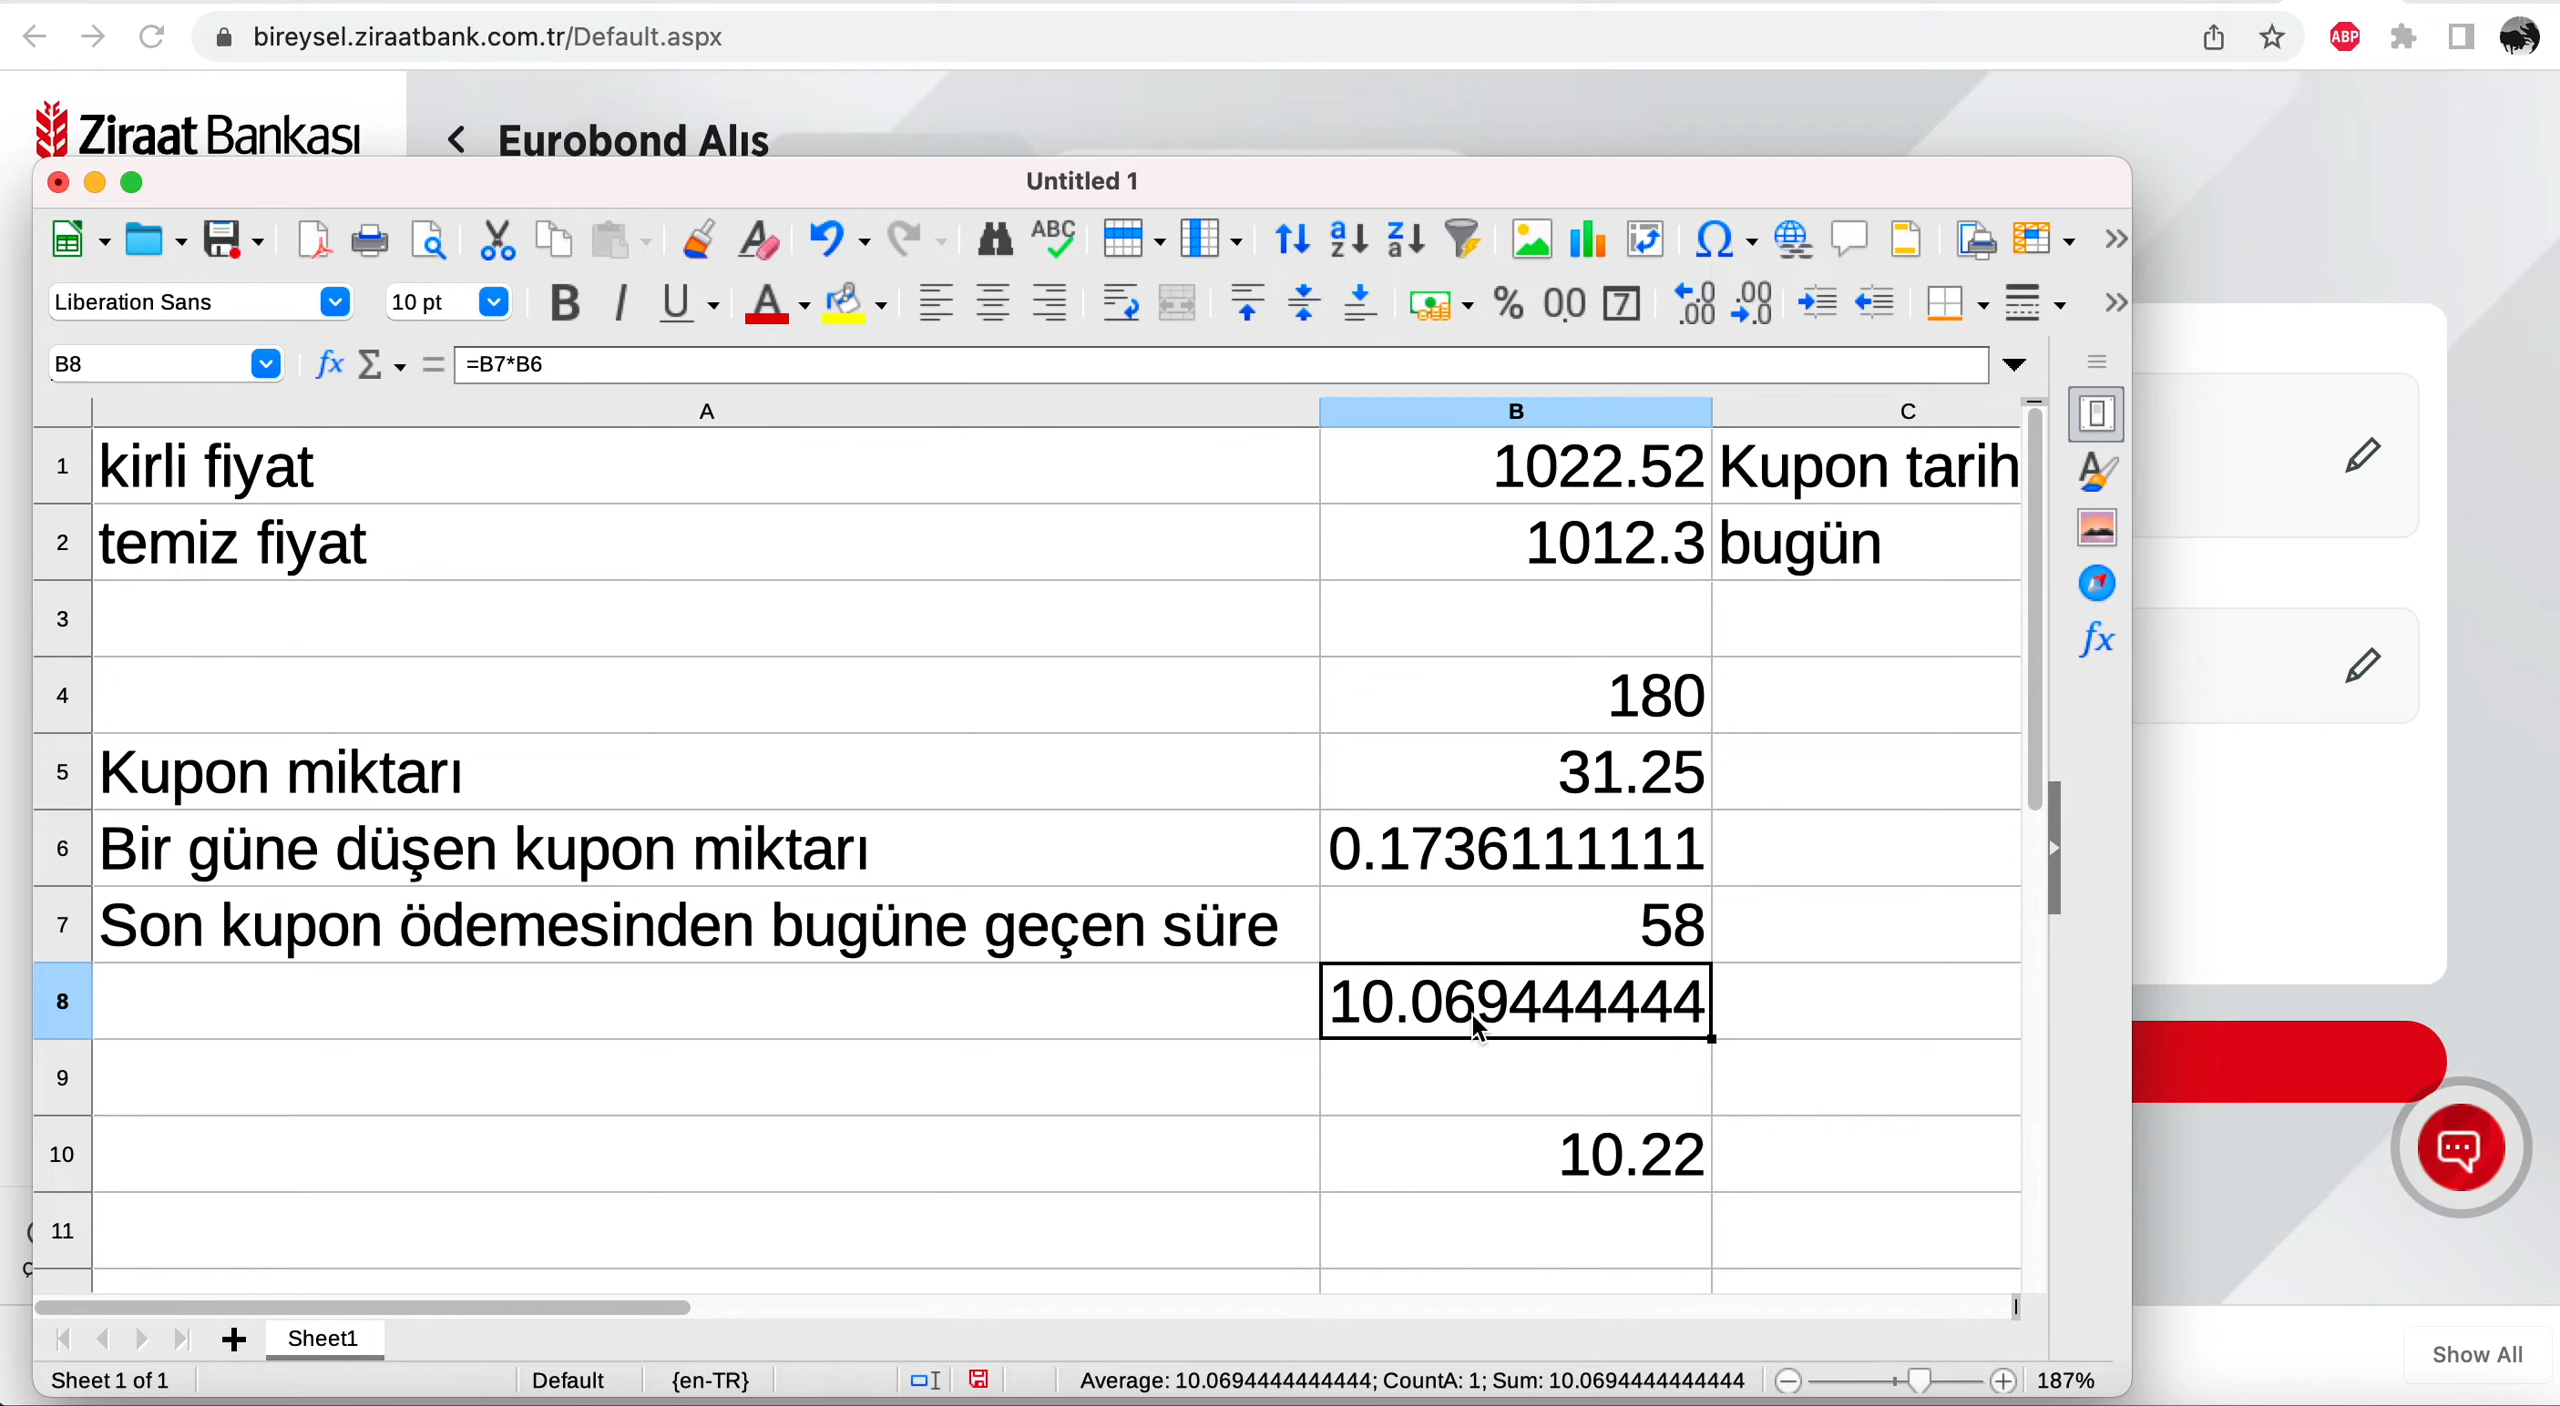 bireysel.ziraatbank.com.tr/Default.aspx
ABP
Ziraat Bankası
Eurobond Alış
Untitled 1
Liberation Sans
10 pt
B8
=B7*B6
A B C
1 kirli fiyat 1022.52 Kupon tarih
2 temiz fiyat 1012.3 bugün
3
4 180
5 Kupon miktarı 31.25
6 Bir güne düşen kupon miktarı 0.1736111111
7 Son kupon ödemesinden bugüne geçen süre 58
8 10.069444444
9
10 10.22
11
Sheet1
Sheet 1 of 1
Default
{en-TR}
Average: 10.0694444444444; CountA: 1; Sum: 10.0694444444444
187%
Show All